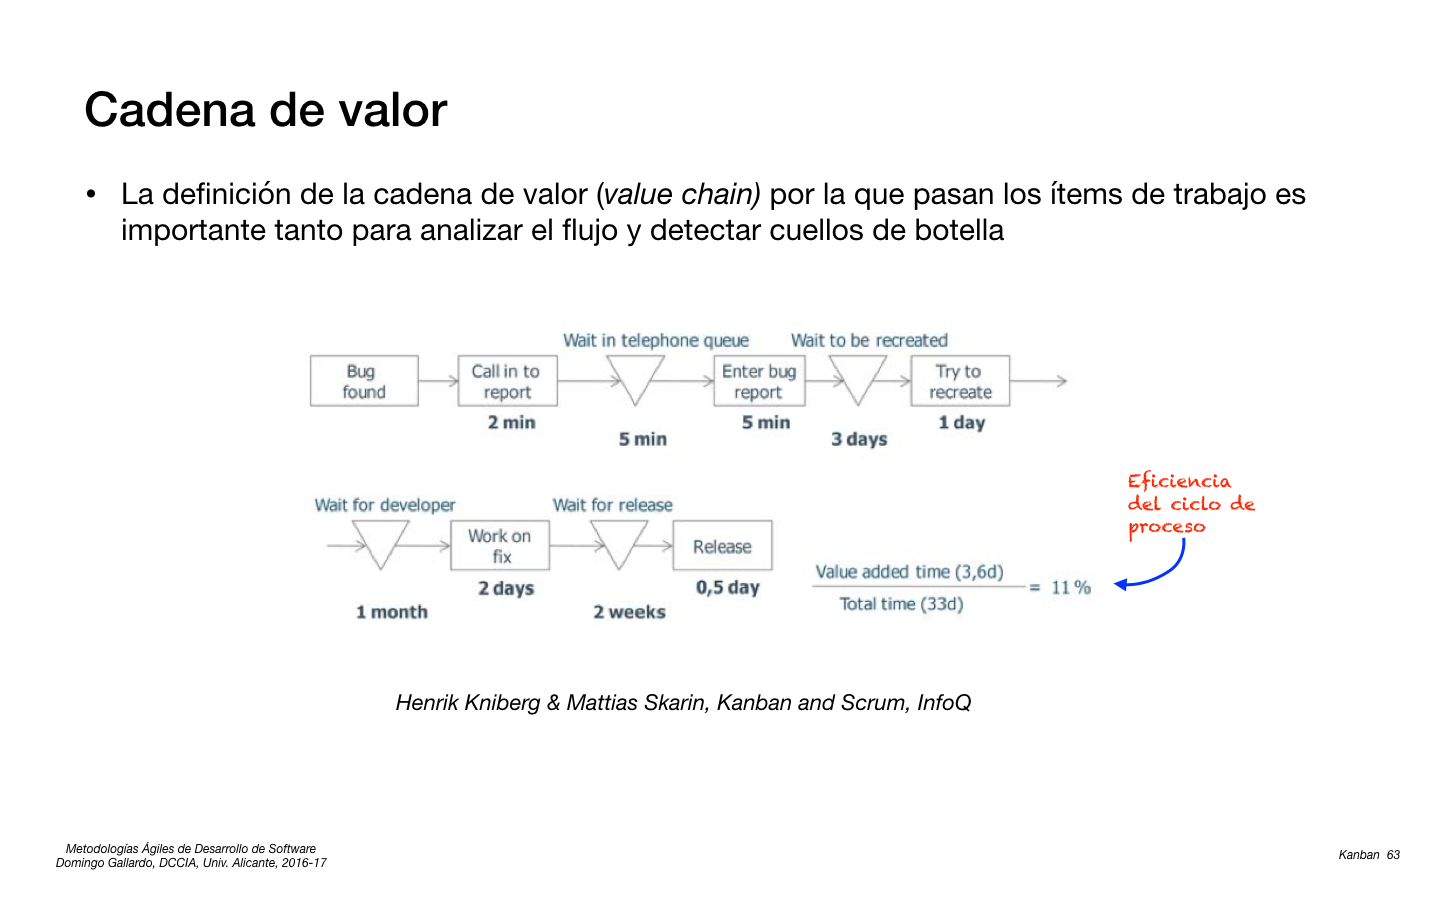 Cadena de valor
• La definición de la cadena de valor (value chain) por la que pasan los ítems de trabajo es
importante tanto para analizar el flujo y detectar cuellos de botella
Wait in telephone queue
Wait to be recreated
Bug
found
Call in to
report
Enter bug
report
Try to
recreate
2 min
5 min
5 min
3 days
1 day
Eficiencia
del ciclo de
proceso
Wait for developer
Wait for release
Work on
fix
Release
2 days
0,5 day
1 month
2 weeks
Value added time (3,6d)
Total time (33d)
= 11 %
Henrik Kniberg & Mattias Skarin, Kanban and Scrum, InfoQ
Metodologías Ágiles de Desarrollo de Software
Domingo Gallardo, DCCIA, Univ. Alicante, 2016-17
Kanban 63